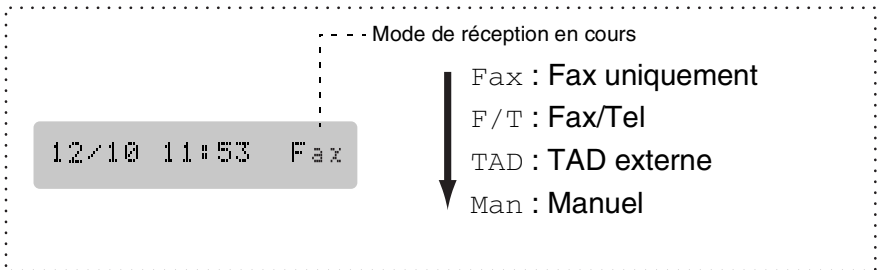 Mode de réception en cours
Fax : Fax uniquement
F/T : Fax/Tel
12/10 11:53 Fax
TAD : TAD externe
Man : Manuel